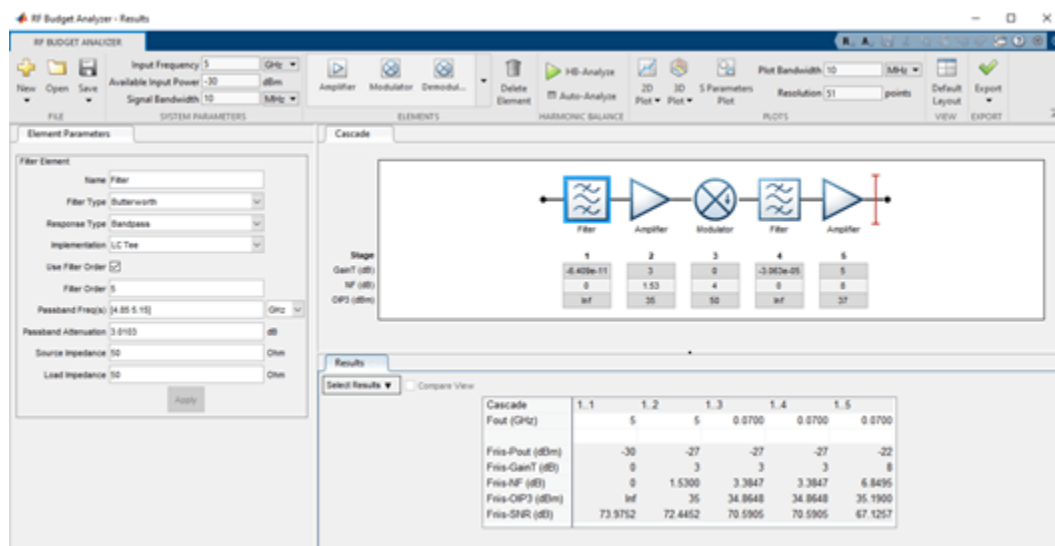 RF Budget Analyzer - Results
RF BUDGET ANALYZER
New Open Save
FILE
Input Frequency 5 GHz
Available Input Power -30 dBm
Signal Bandwidth 10 MHz
SYSTEM PARAMETERS
Amplifier Modulator Demodul...
ELEMENTS
Delete Element
HB-Analyze
Auto-Analyze
HARMONIC BALANCE
2D Plot 3D Plot S Parameters Plot
Plot Bandwidth 10 MHz
Resolution 51 points
PLOTS
Default Layout
VIEW
Export
EXPORT
Element Parameters
Filter Element
Name Filter
Filter Type Butterworth
Response Type Bandpass
Implementation LC Tee
Use Filter Order
Filter Order 5
Passband Freq(s) [4.85 5.15] GHz
Passband Attenuation 3.0103 dB
Source Impedance 50 Ohm
Load Impedance 50 Ohm
Apply
Cascade
Filter Amplifier Modulator Filter Amplifier
Stage 1 2 3 4 5
GainT (dB) -6.409e-11 3 0 -3.063e-05 5
NF (dB) 0 1.53 4 0 8
OIP3 (dBm) Inf 35 50 Inf 37
Results
Select Results Compare View
Cascade 1..1 1..2 1..3 1..4 1..5
Fout (GHz) 5 5 0.0700 0.0700 0.0700
Friis-Pout (dBm) -30 -27 -27 -27 -22
Friis-GainT (dB) 0 3 3 3 8
Friis-NF (dB) 0 1.5300 3.3847 3.3847 6.8495
Friis-OIP3 (dBm) Inf 35 34.8648 34.8648 35.1900
Friis-SNR (dB) 73.9752 72.4452 70.5905 70.5905 67.1257